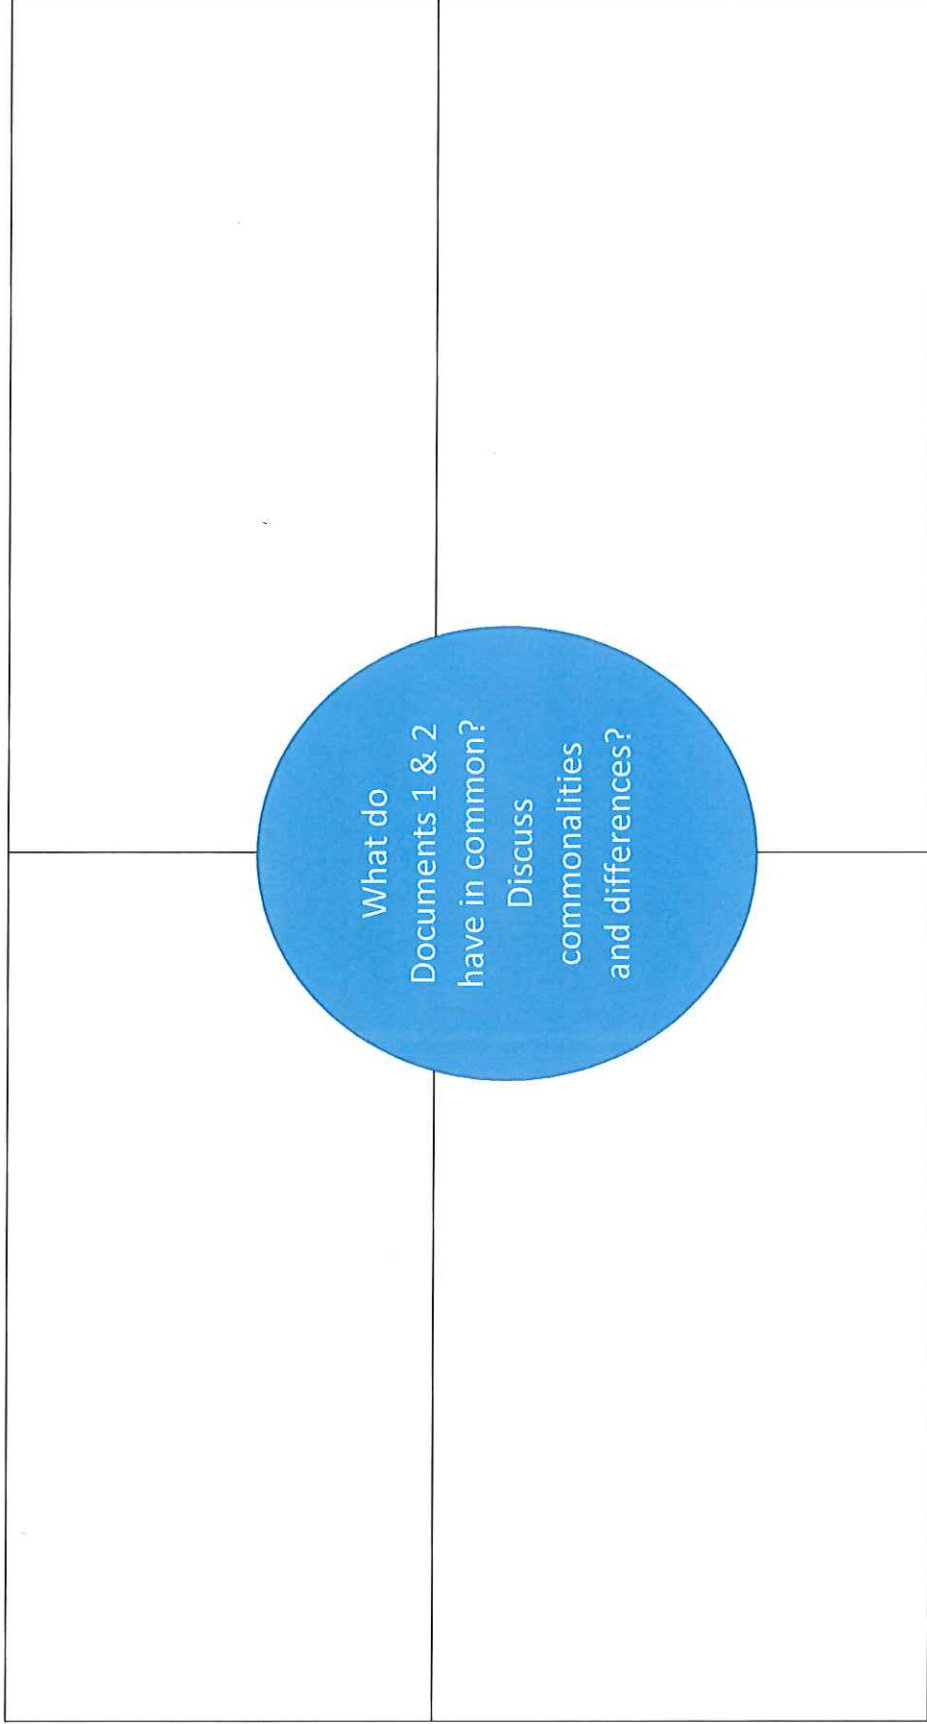 What do
Documents 1 & 2
have in common?
Discuss
commonalities
and differences?